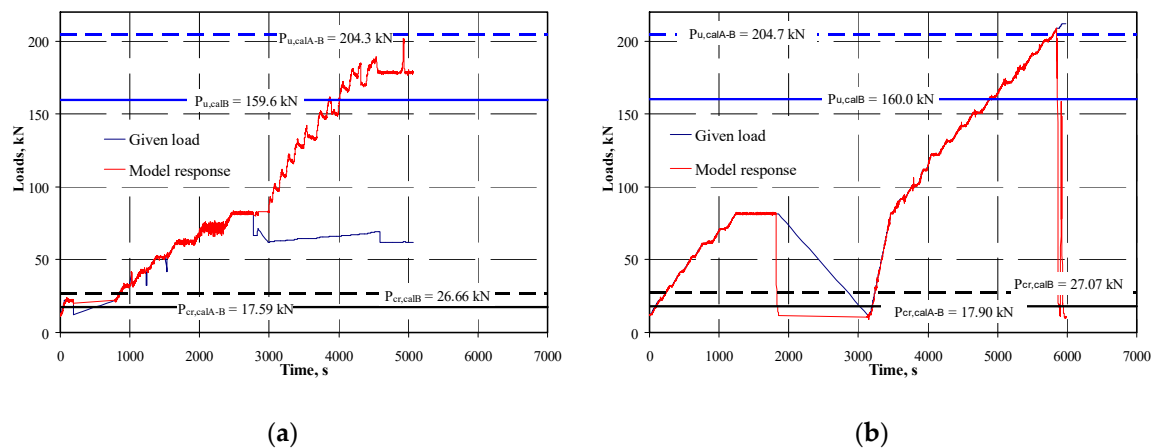 Loads, kN
200
150
100
50
0
Pu,calA-B = 204.3 kN
Pu,calB = 159.6 kN
Given load
Model response
Pcr,calB = 26.66 kN
Pcr,calA-B = 17.59 kN
0 1000 2000 3000 4000 5000 6000 7000
Time, s
(a)
Loads, kN
200
150
100
50
0
Pu,calA-B = 204.7 kN
Pu,calB = 160.0 kN
Given load
Model response
Pcr,calB = 27.07 kN
Pcr,calA-B = 17.90 kN
0 1000 2000 3000 4000 5000 6000 7000
Time, s
(b)